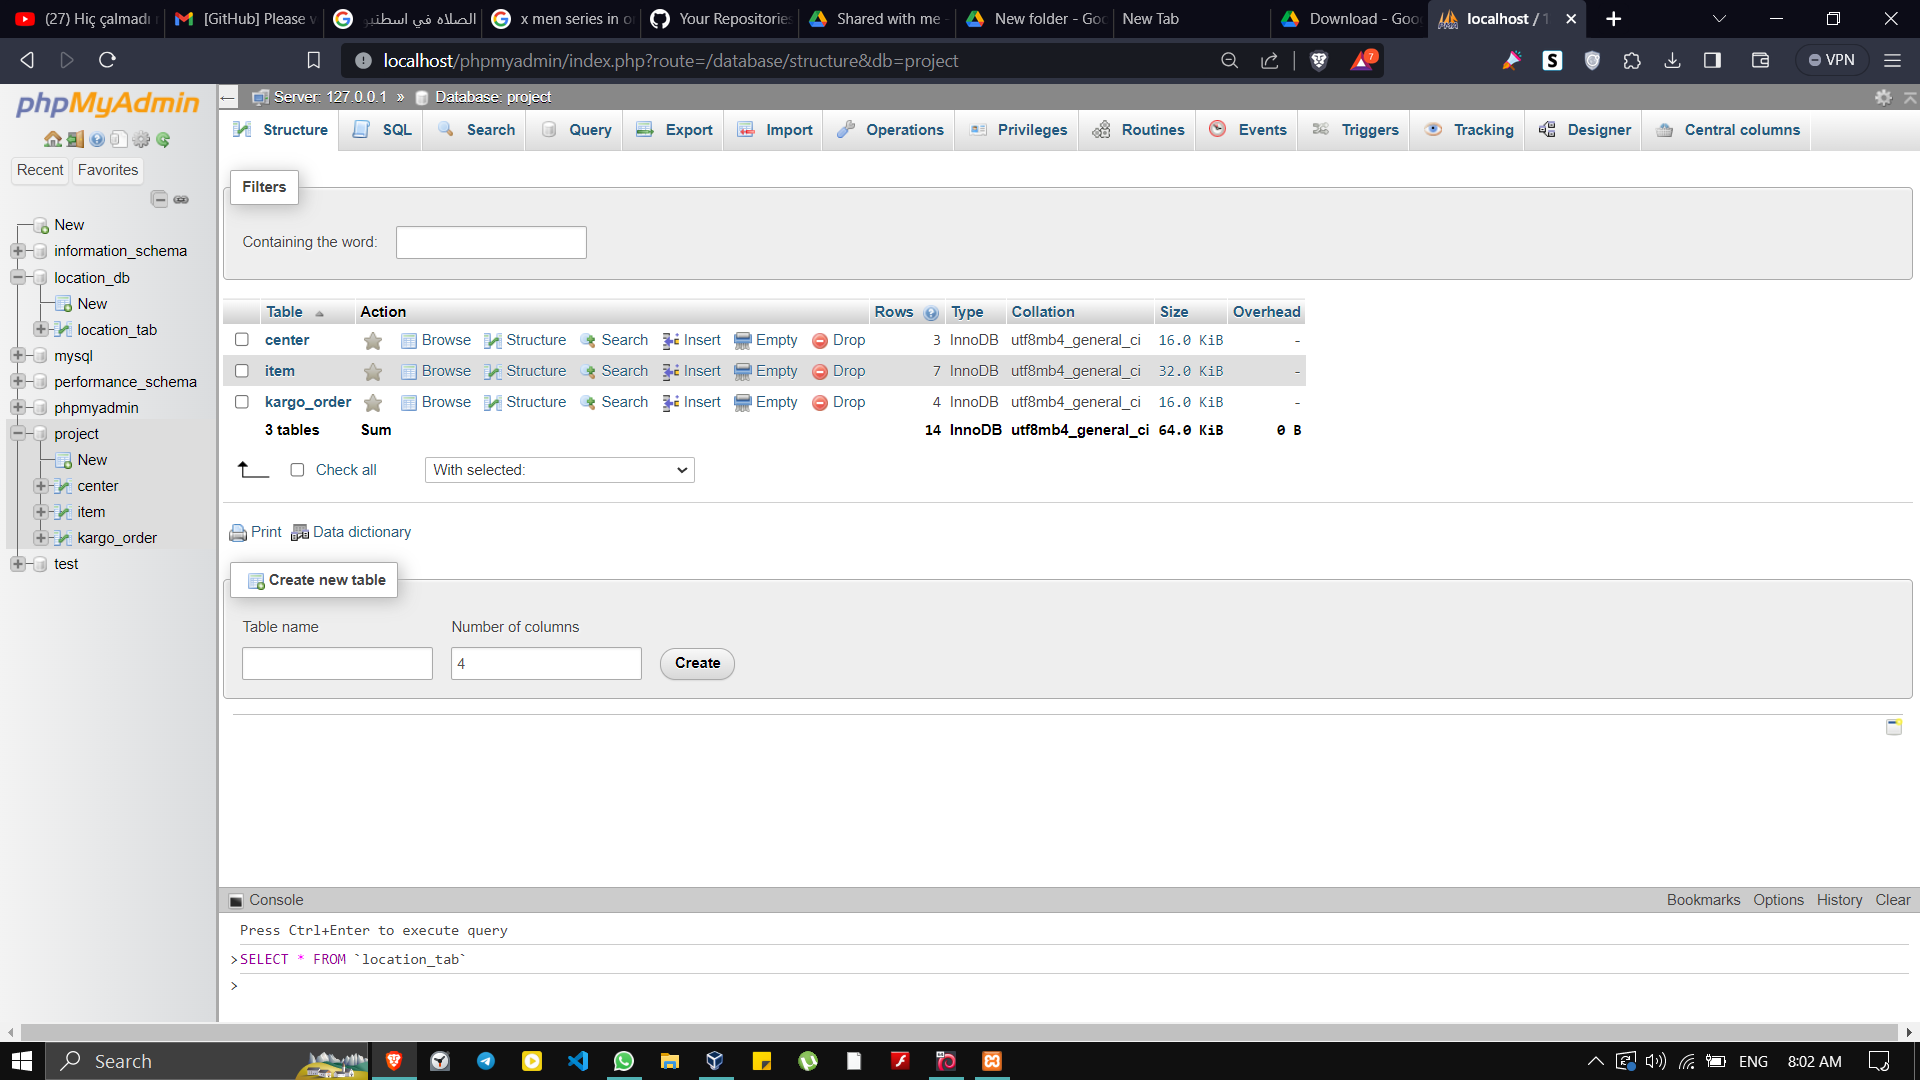 (27) Hiç çalmadı
[GitHub] Please v
الصلاه في اسطنبو
x men series in o
Your Repositories
Shared with me -
New folder - Goo
New Tab
Download - Goo
localhost / 1
localhost/phpmyadmin/index.php?route=/database/structure&db=project
7
VPN
phpMyAdmin
Server: 127.0.0.1 » Database: project
Structure SQL Search Query Export Import Operations Privileges Routines Events Triggers Tracking Designer Central columns
Recent Favorites
New
information_schema
location_db
New
location_tab
mysql
performance_schema
phpmyadmin
project
New
center
item
kargo_order
test
Filters
Containing the word:
Table Action Rows Type Collation Size Overhead
center Browse Structure Search Insert Empty Drop 3 InnoDB utf8mb4_general_ci 16.0 KiB -
item Browse Structure Search Insert Empty Drop 7 InnoDB utf8mb4_general_ci 32.0 KiB -
kargo_order Browse Structure Search Insert Empty Drop 4 InnoDB utf8mb4_general_ci 16.0 KiB -
3 tables Sum 14 InnoDB utf8mb4_general_ci 64.0 KiB 0 B
Check all With selected:
Print Data dictionary
Create new table
Table name Number of columns
4 Create
Console Bookmarks Options History Clear
Press Ctrl+Enter to execute query
>SELECT * FROM `location_tab`
>
Search
ENG 8:02 AM